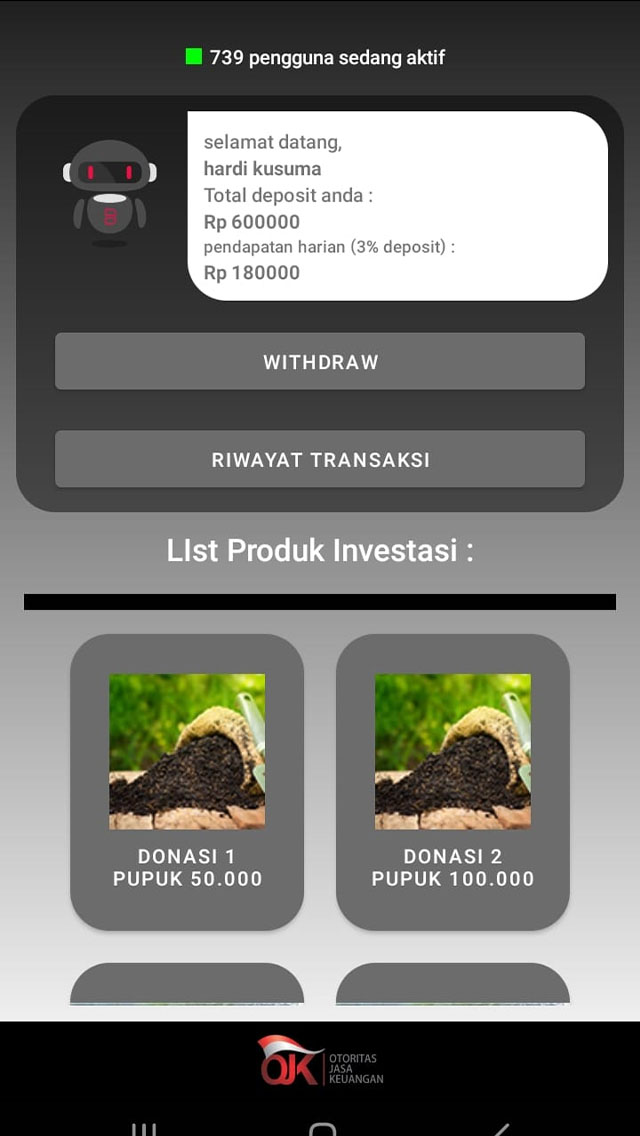 739 pengguna sedang aktif
selamat datang,
hardi kusuma
Total deposit anda :
Rp 600000
pendapatan harian (3% deposit) :
Rp 180000
WITHDRAW
RIWAYAT TRANSAKSI
LIst Produk Investasi :
DONASI 1
PUPUK 50.000
DONASI 2
PUPUK 100.000
OJK
OTORITAS
JASA
KEUANGAN